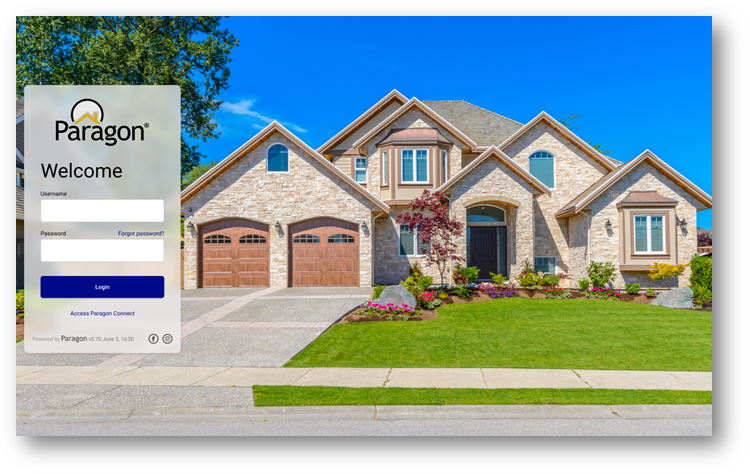 Paragon®
Welcome
Username
Password Forgot password?
Login
Access Paragon Connect
Powered by Paragon v5.70 June 5, 16:30